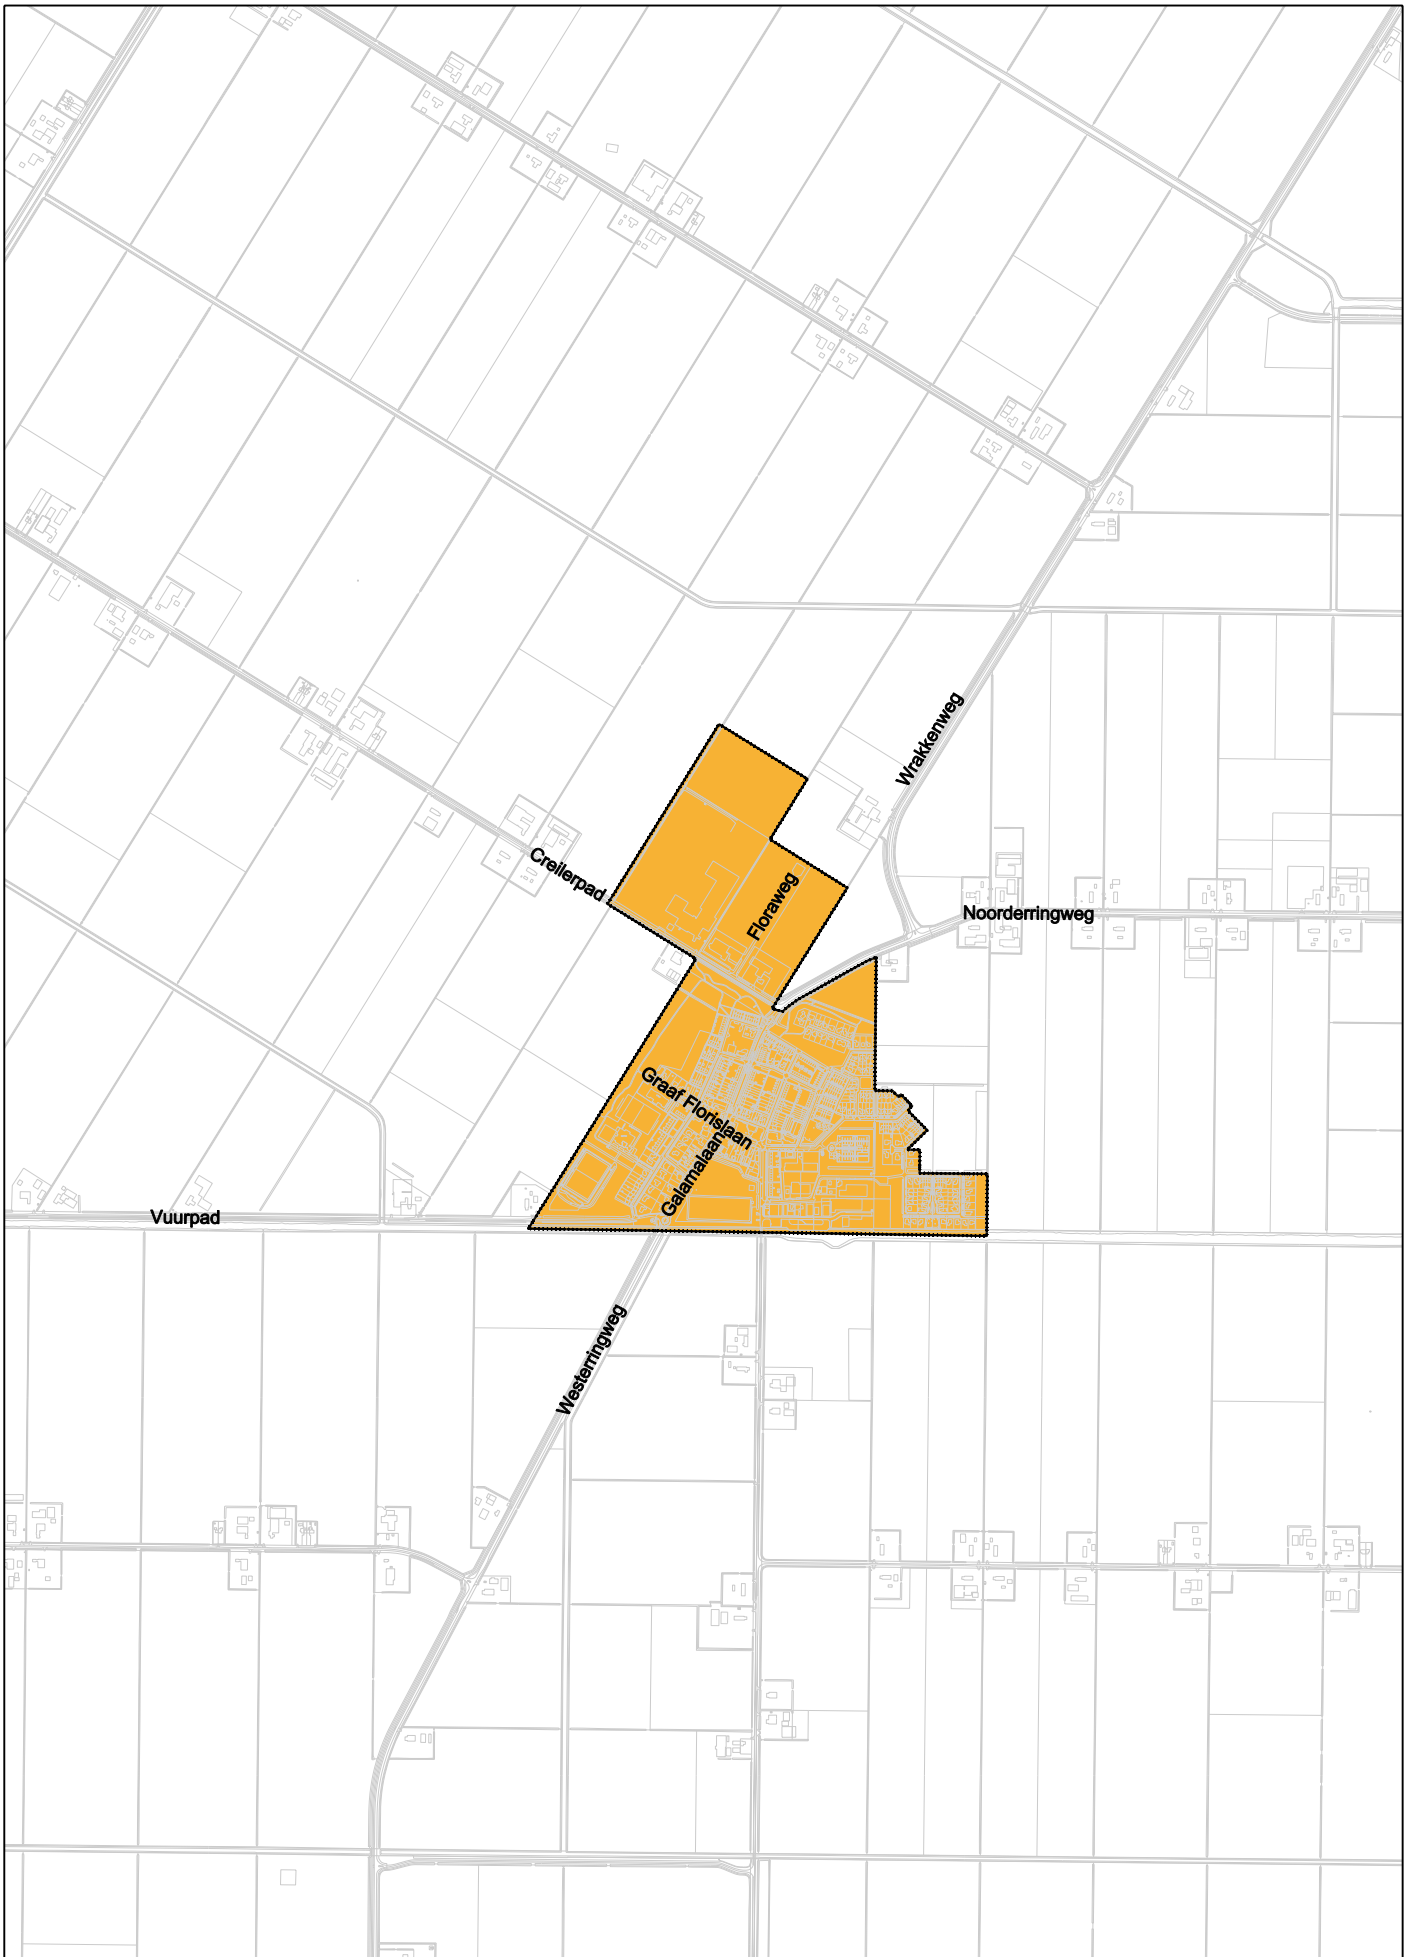 Wrakkenweg
Creilerpad
Floraweg
Noorderringweg
Graaf Florislaan
Galamalaan
Vuurpad
Westerringweg